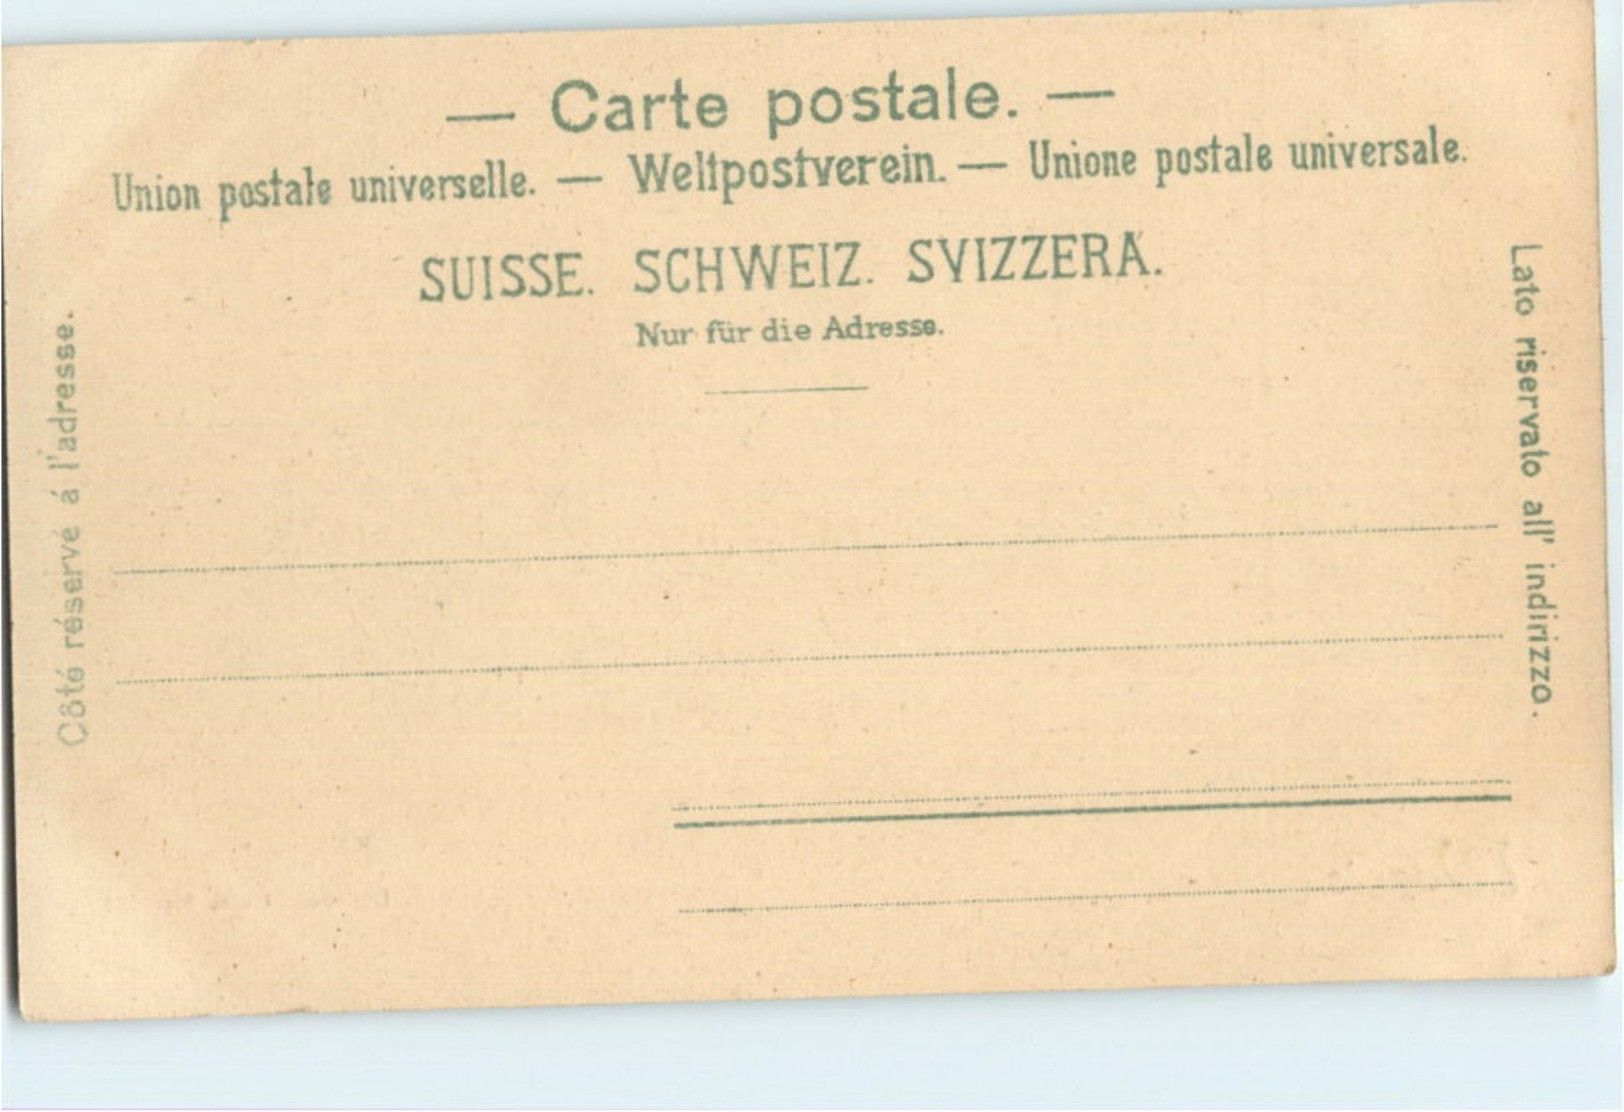 — Carte postale. —
Union postale universelle. — Weltpostverein. — Unione postale universale.
SUISSE. SCHWEIZ. SVIZZERA.
Nur für die Adresse.
Côté réservé á l'adresse.
Lato riservato all' indirizzo.